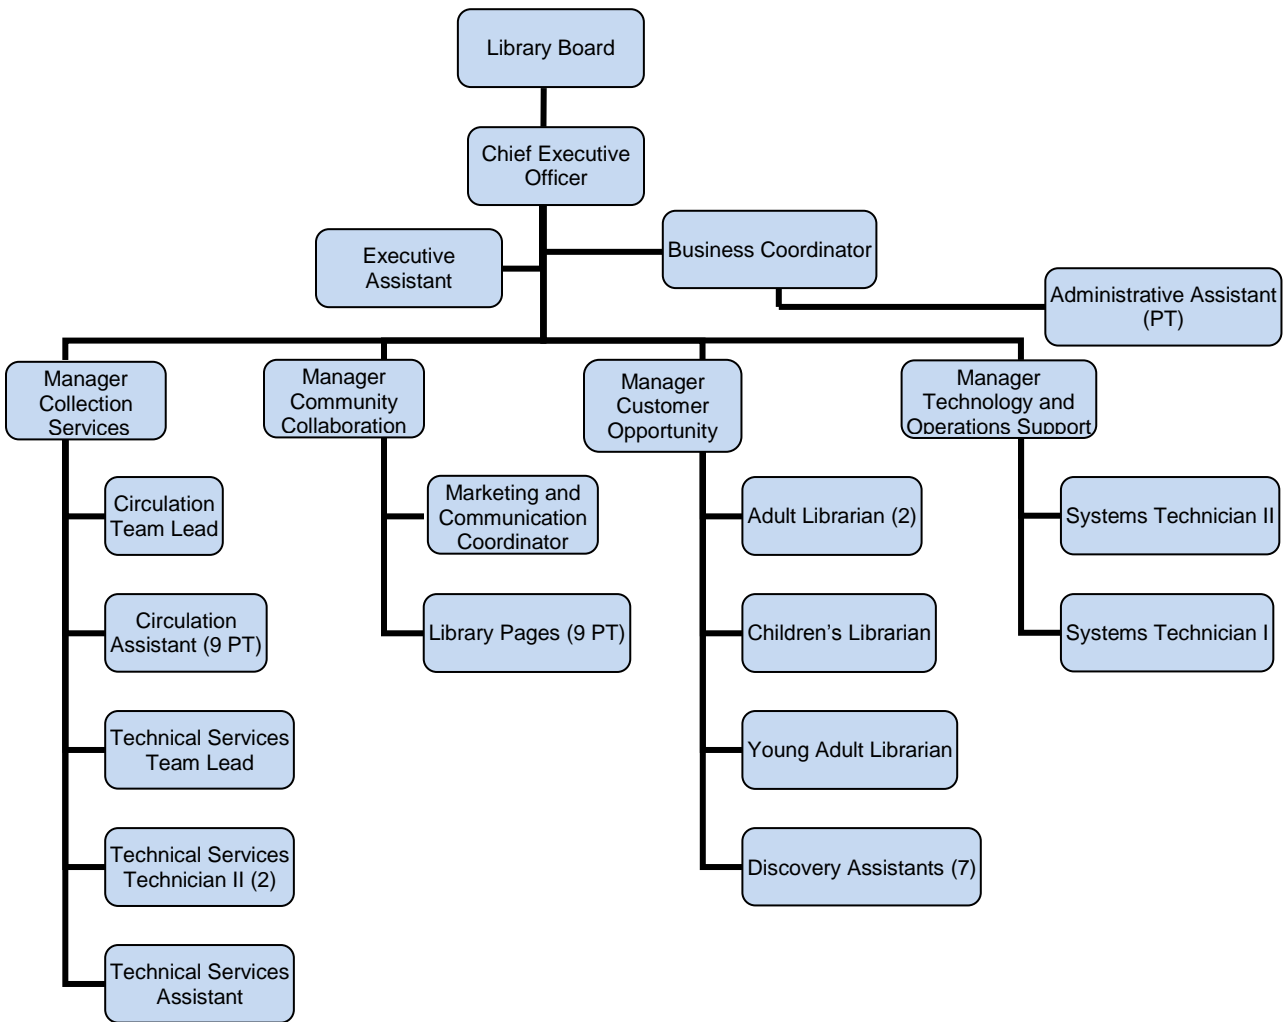 Library Board
Chief Executive
Officer
Executive
Assistant
Business Coordinator
Administrative Assistant
(PT)
Manager
Collection
Services
Manager
Community
Collaboration
Manager
Customer
Opportunity
Manager
Technology and
Operations Support
Circulation
Team Lead
Marketing and
Communication
Coordinator
Adult Librarian (2)
Systems Technician II
Circulation
Assistant (9 PT)
Library Pages (9 PT)
Children’s Librarian
Systems Technician I
Technical Services
Team Lead
Young Adult Librarian
Technical Services
Technician II (2)
Discovery Assistants (7)
Technical Services
Assistant